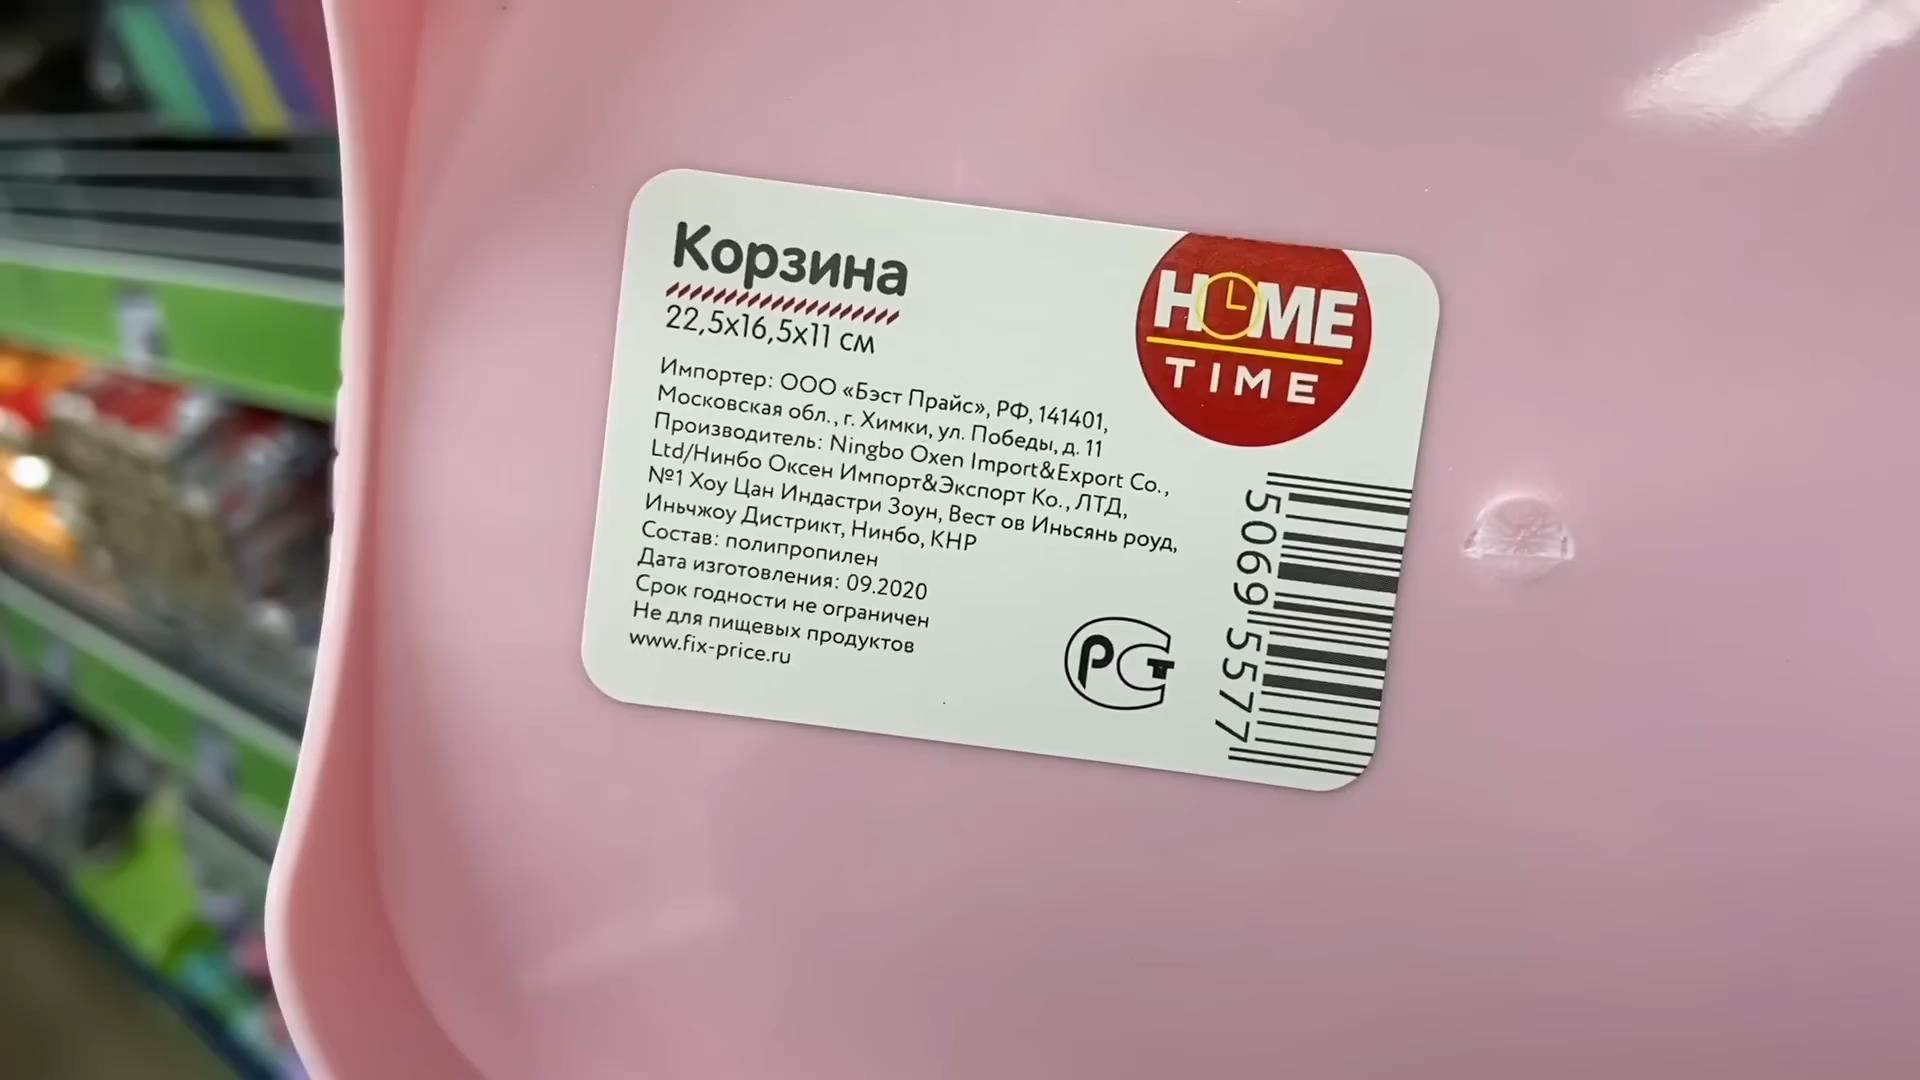 Корзина
22,5х16,5х11 см
HOME
TIME
Импортер: ООО «Бэст Прайс», РФ, 141401,
Московская обл., г. Химки, ул. Победы, д. 11
Производитель: Ningbo Oxen Import&Export Co.,
Ltd/Нинбо Оксен Импорт&Экспорт Ко., ЛТД,
№1 Хоу Цан Индастри Зоун, Вест ов Иньсянь роуд,
Иньчжоу Дистрикт, Нинбо, КНР
Состав: полипропилен
Дата изготовления: 09.2020
Срок годности не ограничен
Не для пищевых продуктов
www.fix-price.ru
РСТ
5069 5577